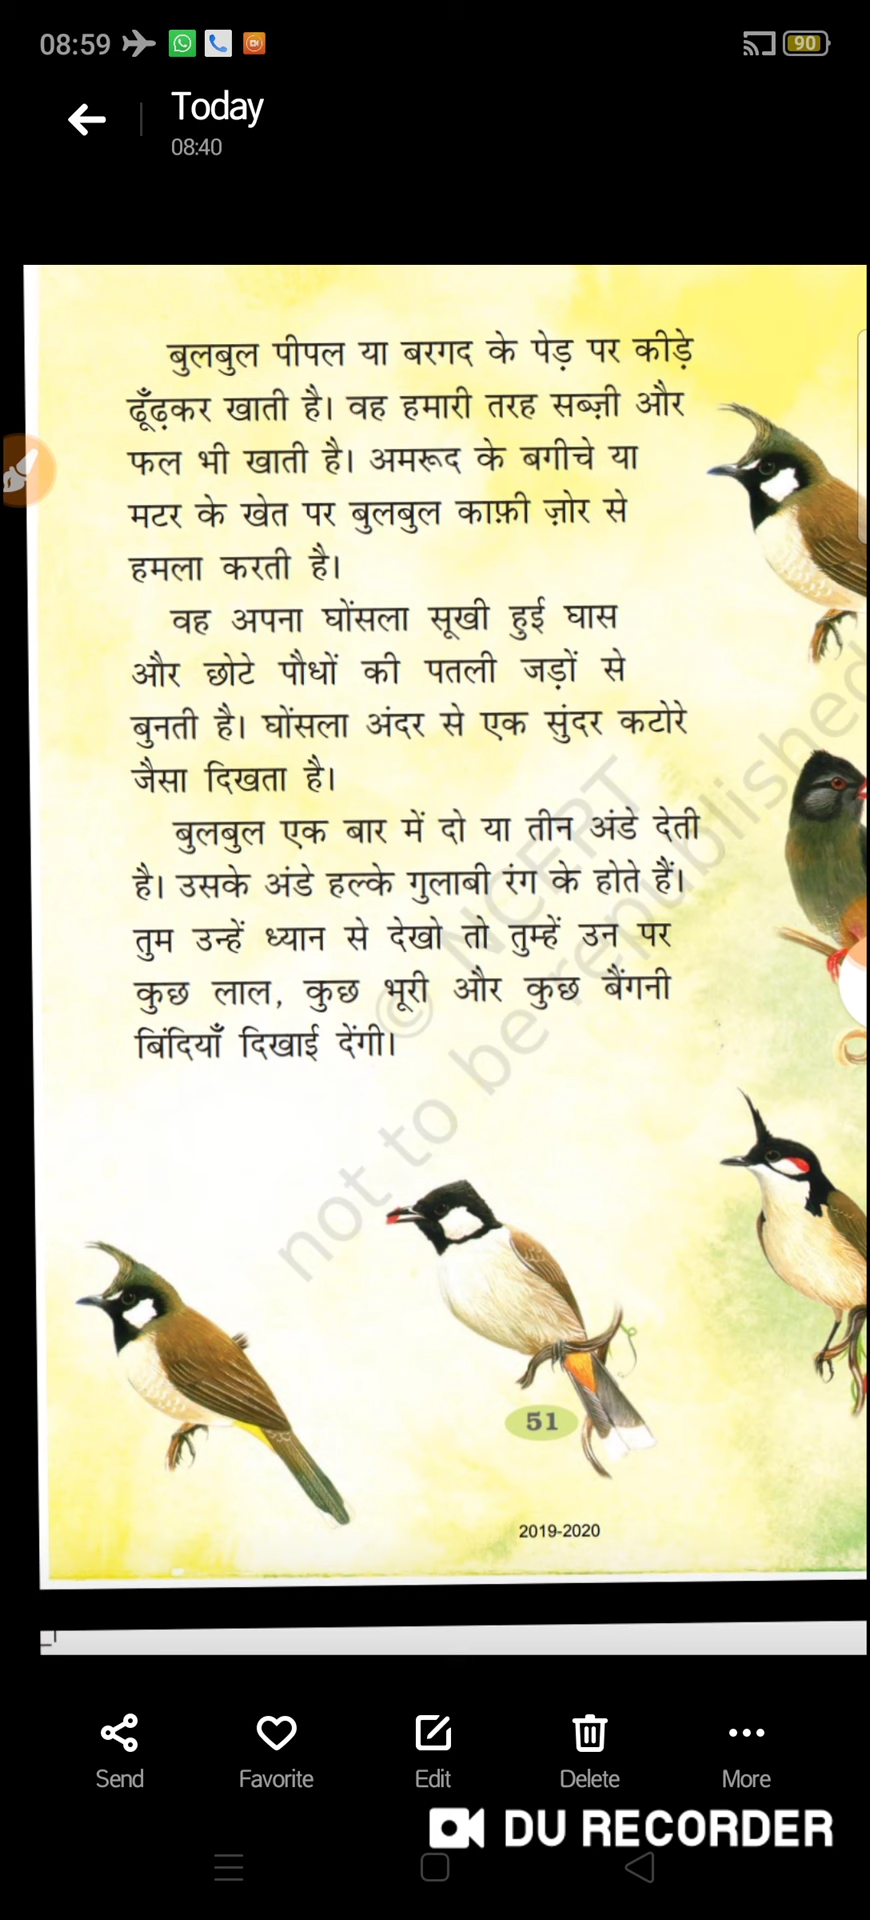 08:59
90
Today
08:40
बुलबुल पीपल या बरगद के पेड़ पर कीड़े
ढूँढ़कर खाती है। वह हमारी तरह सब्ज़ी और
फल भी खाती है। अमरूद के बगीचे या
मटर के खेत पर बुलबुल काफ़ी ज़ोर से
हमला करती है।
वह अपना घोंसला सूखी हुई घास
और छोटे पौधों की पतली जड़ों से
बुनती है। घोंसला अंदर से एक सुंदर कटोरे
जैसा दिखता है।
बुलबुल एक बार में दो या तीन अंडे देती
है। उसके अंडे हल्के गुलाबी रंग के होते हैं।
तुम उन्हें ध्यान से देखो तो तुम्हें उन पर
कुछ लाल, कुछ भूरी और कुछ बैंगनी
बिंदियाँ दिखाई देंगी।
© NCERT
not to be republished
51
2019-2020
Send
Favorite
Edit
Delete
More
DU RECORDER